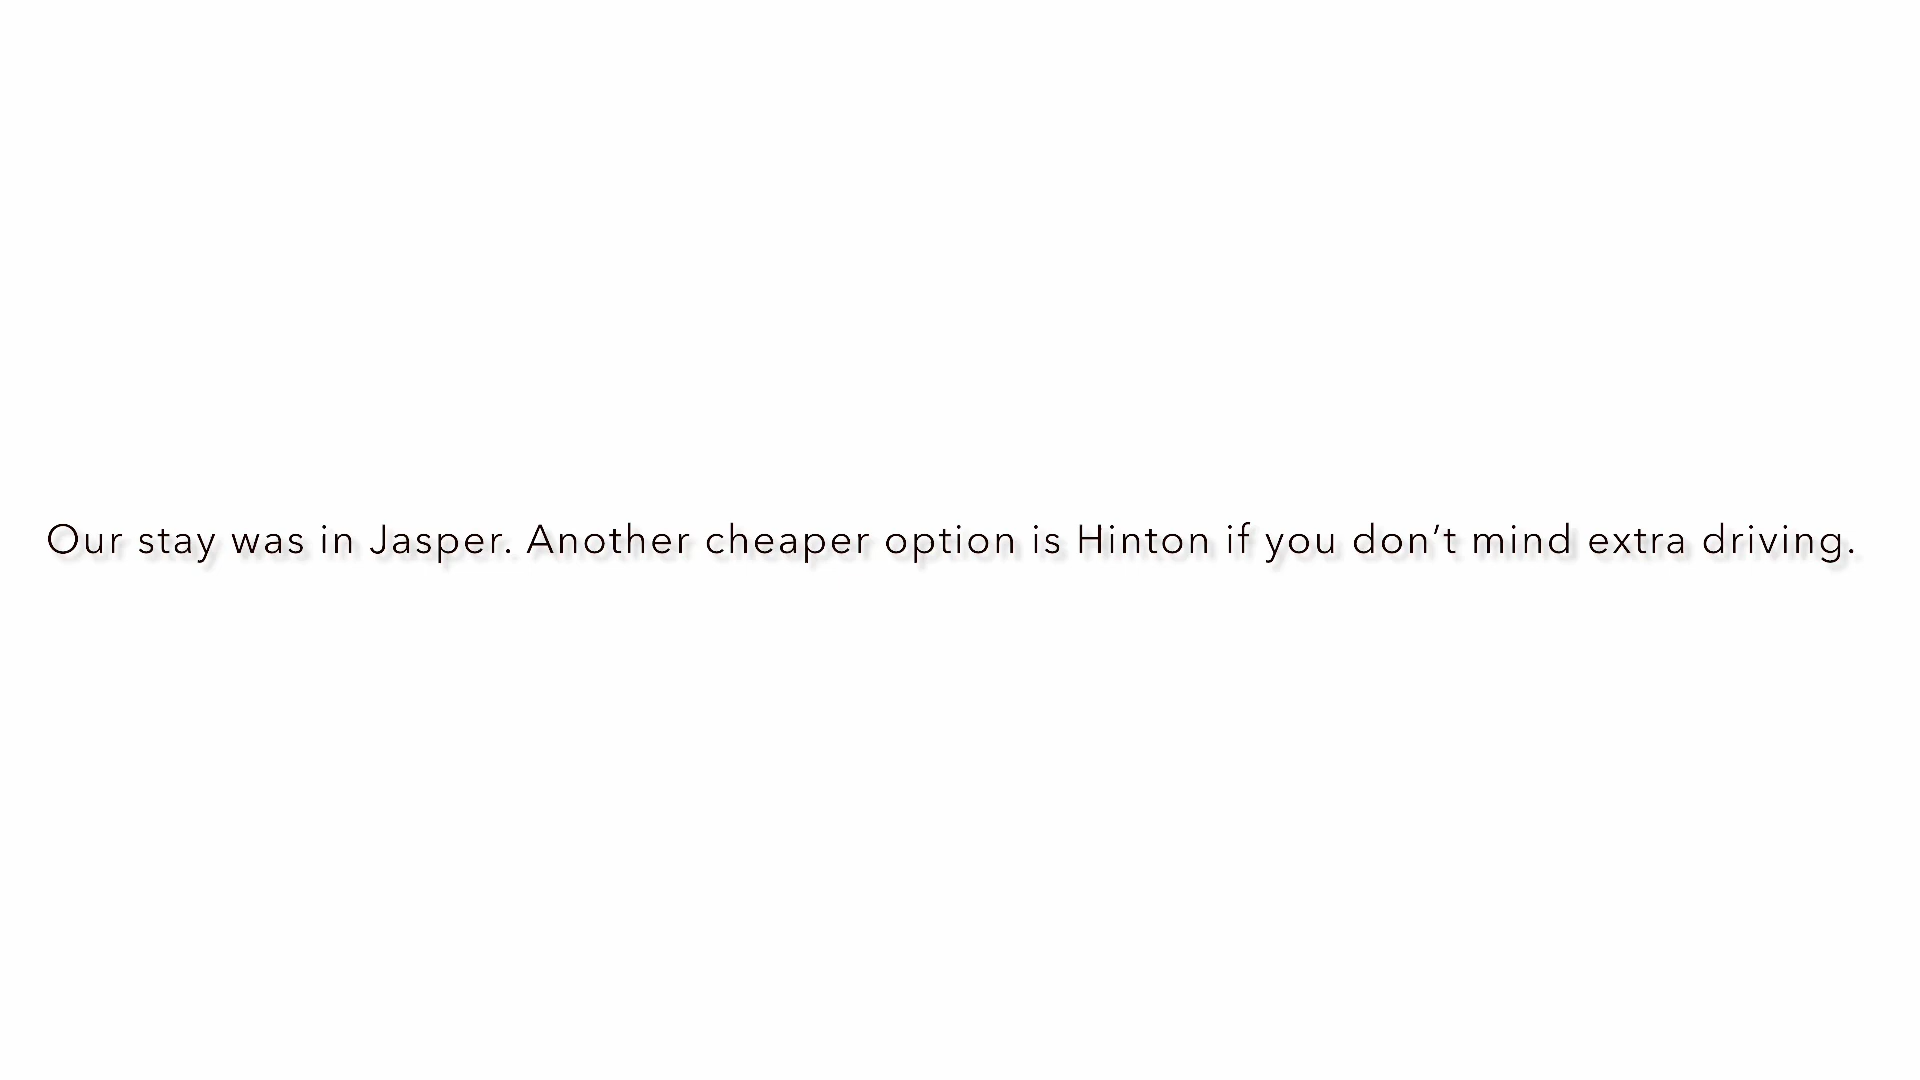 Our stay was in Jasper. Another cheaper option is Hinton if you don’t mind extra driving.